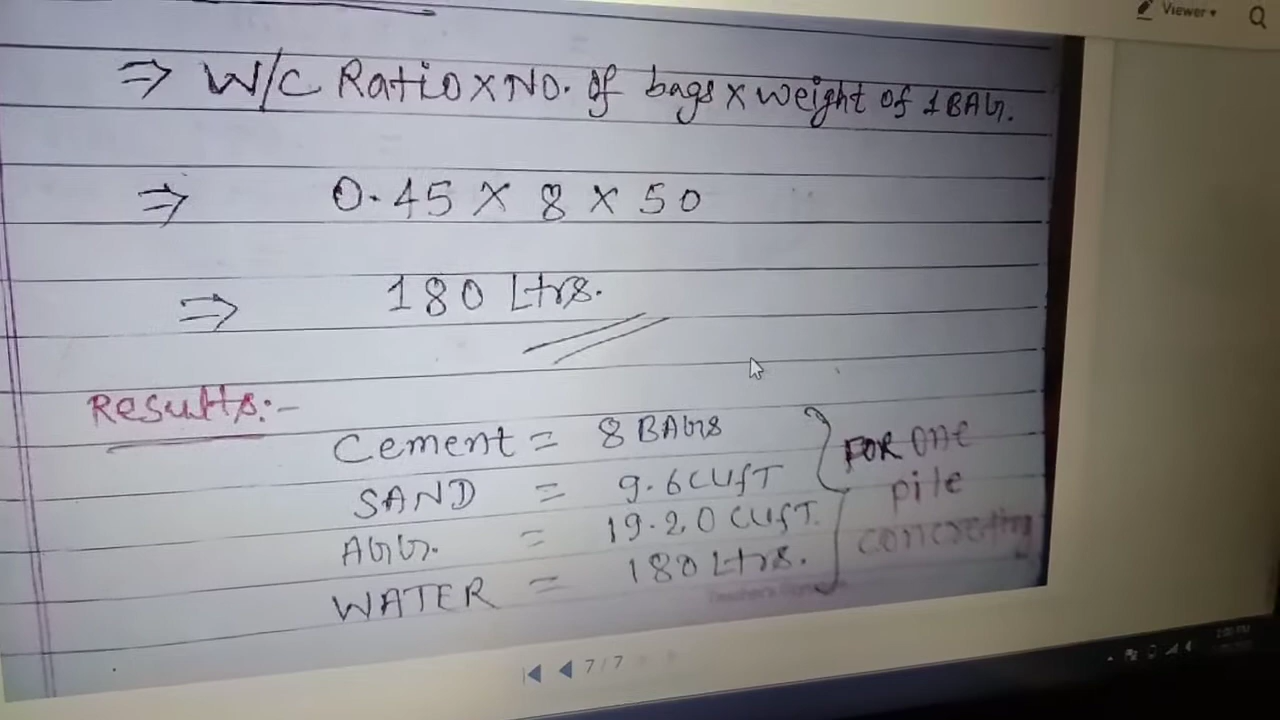 Viewer
⇒ W/C Ratio × No. of bags × weight of 1 BAG.
⇒ 0.45 × 8 × 50
⇒ 180 Ltrs.
Results:-
Cement = 8 BAGS
SAND = 9.6 CUFT
AGG. = 19.20 CUFT.
WATER = 180 Ltrs.
FOR one
pile
concreting
7/7